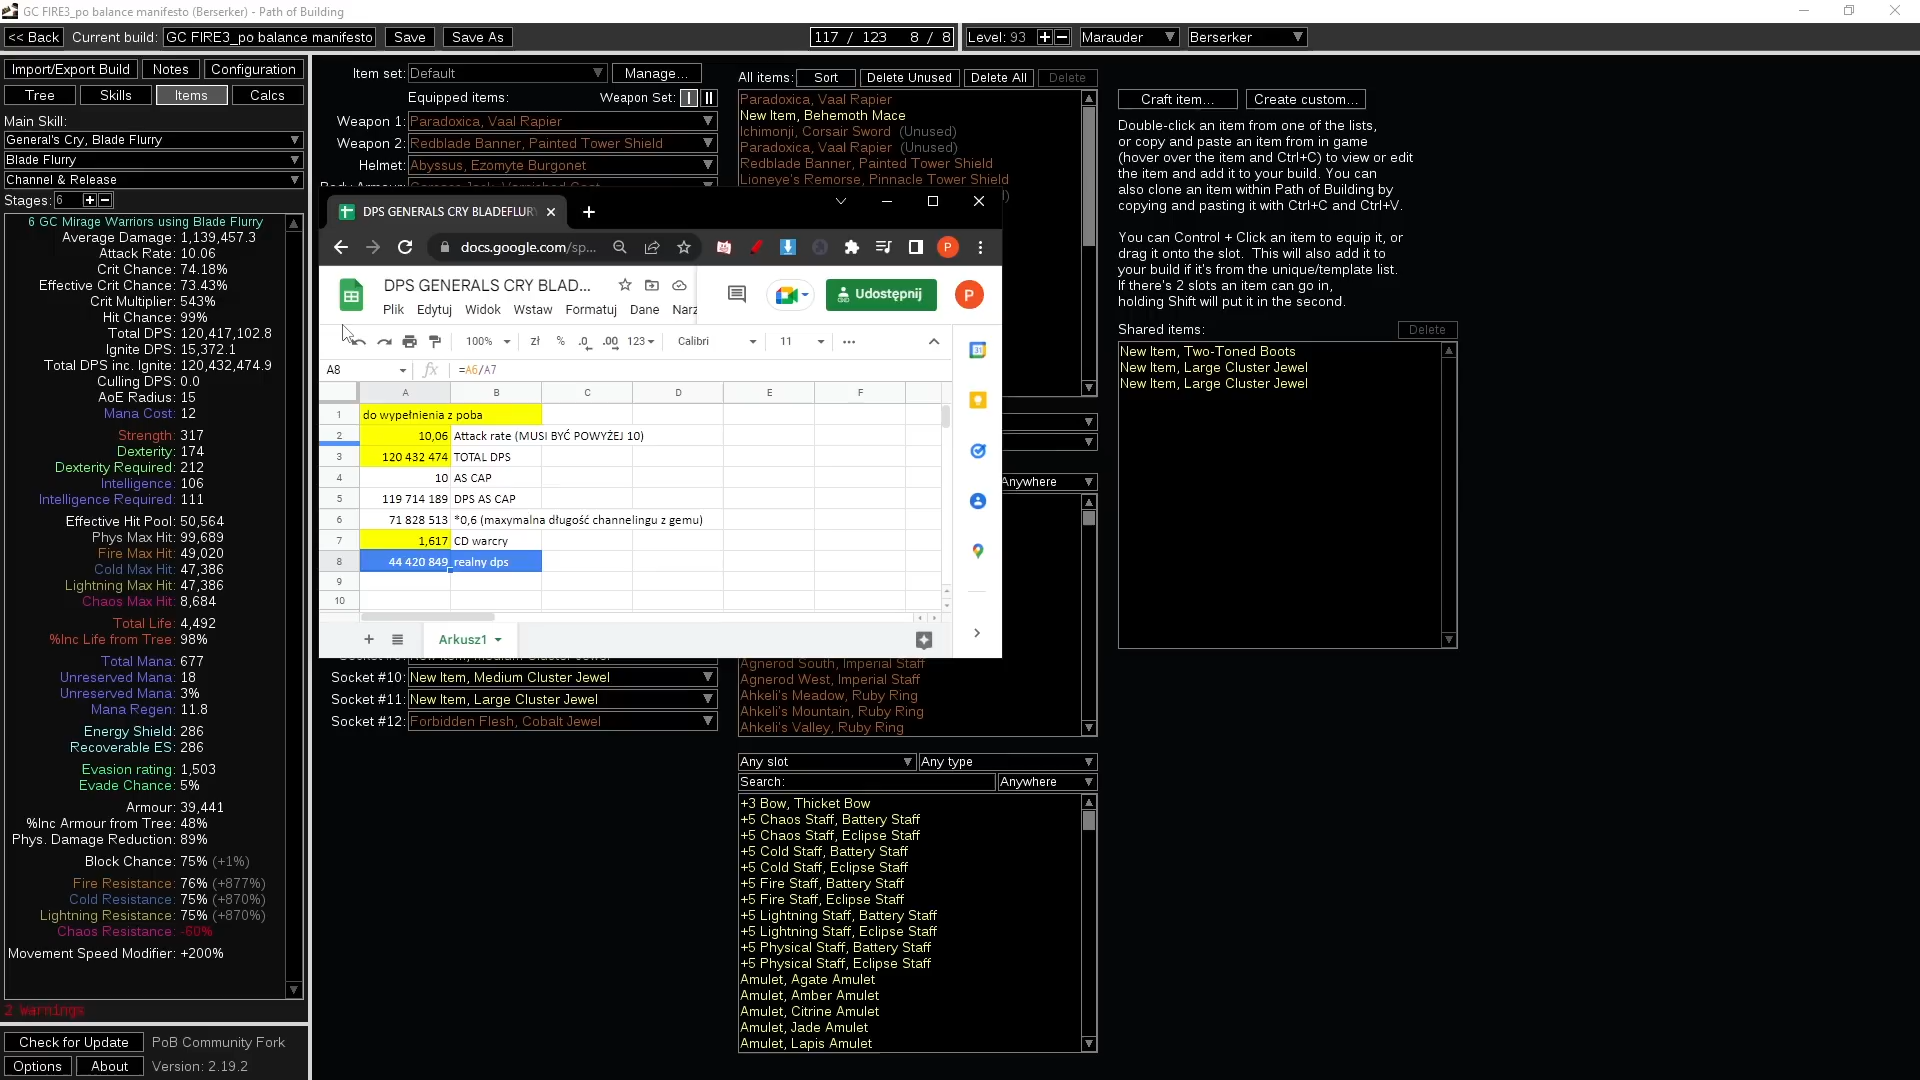 GC FIRE3_po balance manifesto (Berserker) - Path of Building
<< Back
Current build:
GC FIRE3_po balance manifesto
Save
Save As
117 / 123   8 / 8
Level: 93
Marauder
Berserker
Import/Export Build
Notes
Configuration
Tree
Skills
Items
Calcs
Main Skill:
General's Cry, Blade Flurry
Blade Flurry
Channel & Release
Stages: 6
6 GC Mirage Warriors using Blade Flurry
Average Damage: 1,139,457.3
Attack Rate: 10.06
Crit Chance: 74.18%
Effective Crit Chance: 73.43%
Crit Multiplier: 543%
Hit Chance: 99%
Total DPS: 120,417,102.8
Ignite DPS: 15,372.1
Total DPS inc. Ignite: 120,432,474.9
Culling DPS: 0.0
AoE Radius: 15
Mana Cost: 12
Strength: 317
Dexterity: 174
Dexterity Required: 212
Intelligence: 106
Intelligence Required: 111
Effective Hit Pool: 50,564
Phys Max Hit: 99,689
Fire Max Hit: 49,020
Cold Max Hit: 47,386
Lightning Max Hit: 47,386
Chaos Max Hit: 8,684
Total Life: 4,492
%Inc Life from Tree: 98%
Total Mana: 677
Unreserved Mana: 18
Unreserved Mana: 3%
Mana Regen: 11.8
Energy Shield: 286
Recoverable ES: 286
Evasion rating: 1,503
Evade Chance: 5%
Armour: 39,441
%Inc Armour from Tree: 48%
Phys. Damage Reduction: 89%
Block Chance: 75% (+1%)
Fire Resistance: 76% (+877%)
Cold Resistance: 75% (+870%)
Lightning Resistance: 75% (+870%)
Chaos Resistance: -60%
Movement Speed Modifier: +200%
2 Warnings
Check for Update
PoB Community Fork
Options
About
Version: 2.19.2
Item set: Default
Manage...
Equipped items:
Weapon Set: I II
Weapon 1: Paradoxica, Vaal Rapier
Weapon 2: Redblade Banner, Painted Tower Shield
Helmet: Abyssus, Ezomyte Burgonet
DPS GENERALS CRY BLADEFLUR
docs.google.com/sp...
DPS GENERALS CRY BLAD...
Udostępnij
P
P
Plik
Edytuj
Widok
Wstaw
Formatuj
Dane
Narz
100%
zł
%
.0
.00
123
Calibri
11
A8
fx
=A6/A7
A B C D E F
1 do wypełnienia z poba
2 10,06 Attack rate (MUSI BYĆ POWYŻEJ 10)
3 120 432 474 TOTAL DPS
4 10 AS CAP
5 119 714 189 DPS AS CAP
6 71 828 513 *0,6 (maxymalna długość channelingu z gemu)
7 1,617 CD warcry
8 44 420 849 realny dps
9
10
Arkusz1
31
Socket #10: New Item, Medium Cluster Jewel
Socket #11: New Item, Large Cluster Jewel
Socket #12: Forbidden Flesh, Cobalt Jewel
All items:
Sort
Delete Unused
Delete All
Delete
Paradoxica, Vaal Rapier
New Item, Behemoth Mace
Ichimonji, Corsair Sword (Unused)
Paradoxica, Vaal Rapier (Unused)
Redblade Banner, Painted Tower Shield
Lioney's Remorse, Pinnacle Tower Shield
Anywhere
Agnerod South, Imperial Staff
Agnerod West, Imperial Staff
Ahkeli's Meadow, Ruby Ring
Ahkeli's Mountain, Ruby Ring
Ahkeli's Valley, Ruby Ring
Any slot
Any type
Search:
Anywhere
+3 Bow, Thicket Bow
+5 Chaos Staff, Battery Staff
+5 Chaos Staff, Eclipse Staff
+5 Cold Staff, Battery Staff
+5 Cold Staff, Eclipse Staff
+5 Fire Staff, Battery Staff
+5 Fire Staff, Eclipse Staff
+5 Lightning Staff, Battery Staff
+5 Lightning Staff, Eclipse Staff
+5 Physical Staff, Battery Staff
+5 Physical Staff, Eclipse Staff
Amulet, Agate Amulet
Amulet, Amber Amulet
Amulet, Citrine Amulet
Amulet, Jade Amulet
Amulet, Lapis Amulet
Craft item...
Create custom...
Double-click an item from one of the lists,
or copy and paste an item from in game
(hover over the item and Ctrl+C) to view or edit
the item and add it to your build. You can
also clone an item within Path of Building by
copying and pasting it with Ctrl+C and Ctrl+V.
You can Control + Click an item to equip it, or
drag it onto the slot.  This will also add it to
your build if it's from the unique/template list.
If there's 2 slots an item can go in,
holding Shift will put it in the second.
Shared items:
Delete
New Item, Two-Toned Boots
New Item, Large Cluster Jewel
New Item, Large Cluster Jewel